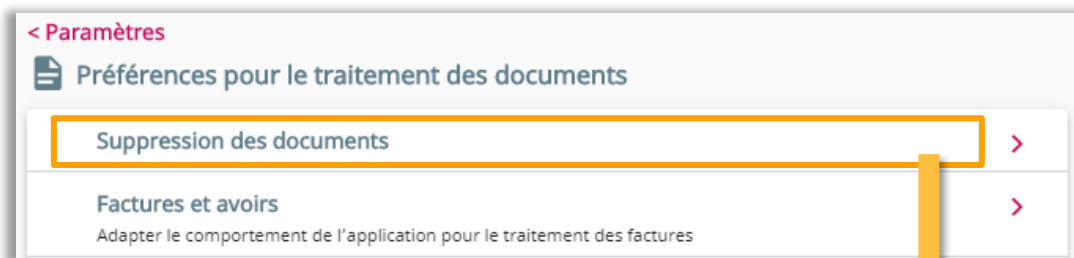 < Paramètres
Préférences pour le traitement des documents
Suppression des documents
Factures et avoirs
Adapter le comportement de l'application pour le traitement des factures